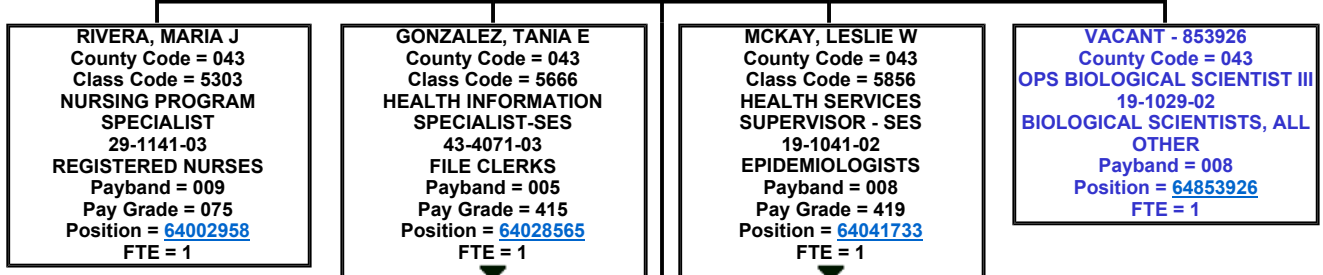 RIVERA, MARIA J
County Code = 043
Class Code = 5303
NURSING PROGRAM
SPECIALIST
29-1141-03
REGISTERED NURSES
Payband = 009
Pay Grade = 075
Position = 64002958
FTE = 1
GONZALEZ, TANIA E
County Code = 043
Class Code = 5666
HEALTH INFORMATION
SPECIALIST-SES
43-4071-03
FILE CLERKS
Payband = 005
Pay Grade = 415
Position = 64028565
FTE = 1
MCKAY, LESLIE W
County Code = 043
Class Code = 5856
HEALTH SERVICES
SUPERVISOR - SES
19-1041-02
EPIDEMIOLOGISTS
Payband = 008
Pay Grade = 419
Position = 64041733
FTE = 1
VACANT - 853926
County Code = 043
OPS BIOLOGICAL SCIENTIST III
19-1029-02
BIOLOGICAL SCIENTISTS, ALL
OTHER
Payband = 008
Position = 64853926
FTE = 1